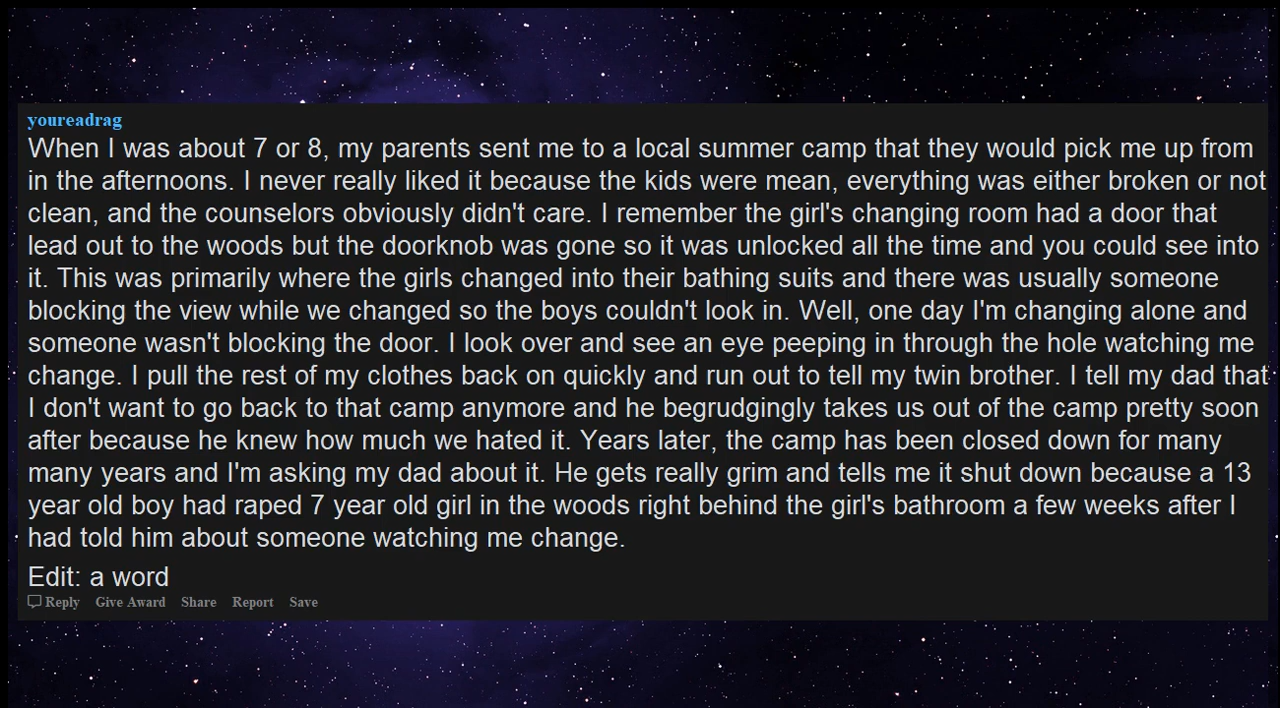 youreadrag
When I was about 7 or 8, my parents sent me to a local summer camp that they would pick me up from
in the afternoons. I never really liked it because the kids were mean, everything was either broken or not
clean, and the counselors obviously didn't care. I remember the girl's changing room had a door that
lead out to the woods but the doorknob was gone so it was unlocked all the time and you could see into
it. This was primarily where the girls changed into their bathing suits and there was usually someone
blocking the view while we changed so the boys couldn't look in. Well, one day I'm changing alone and
someone wasn't blocking the door. I look over and see an eye peeping in through the hole watching me
change. I pull the rest of my clothes back on quickly and run out to tell my twin brother. I tell my dad that
I don't want to go back to that camp anymore and he begrudgingly takes us out of the camp pretty soon
after because he knew how much we hated it. Years later, the camp has been closed down for many
many years and I'm asking my dad about it. He gets really grim and tells me it shut down because a 13
year old boy had raped 7 year old girl in the woods right behind the girl's bathroom a few weeks after I
had told him about someone watching me change.
Edit: a word
Reply Give Award Share Report Save